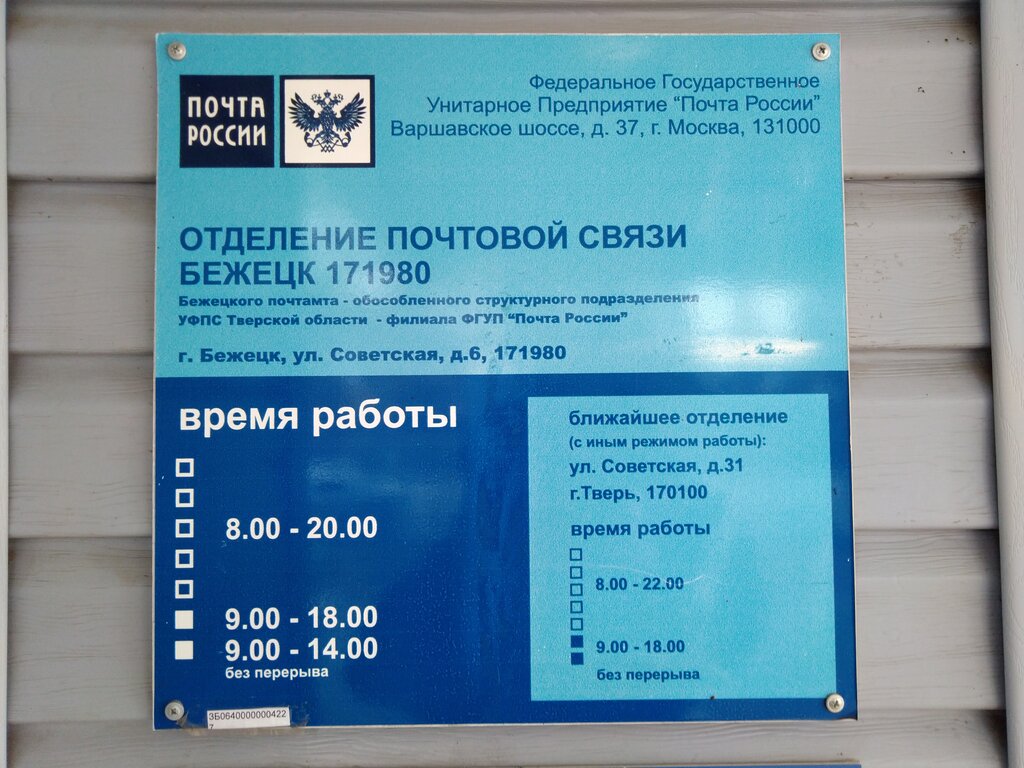 ПОЧТА
РОССИИ
Федеральное Государственное
Унитарное Предприятие "Почта России"
Варшавское шоссе, д. 37, г. Москва, 131000
ОТДЕЛЕНИЕ ПОЧТОВОЙ СВЯЗИ
БЕЖЕЦК 171980
Бежецкого почтамта - обособленного структурного подразделения
УФПС Тверской области - филиала ФГУП "Почта России"
г. Бежецк, ул. Советская, д.6, 171980
время работы
8.00 - 20.00
9.00 - 18.00
9.00 - 14.00
без перерыва
ближайшее отделение
(с иным режимом работы):
ул. Советская, д.31
г.Тверь, 170100
время работы
8.00 - 22.00
9.00 - 18.00
без перерыва
3Б0640000000422
7